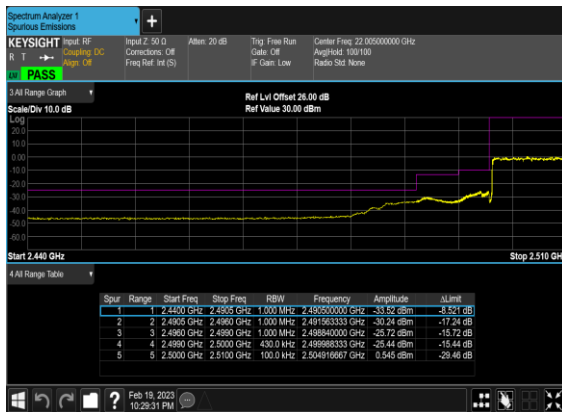 Spectrum Analyzer 1
Spurious Emissions
KEYSIGHT Input: RF Input Z: 50 Ω Atten: 20 dB Trig: Free Run Center Freq: 22.005000000 GHz
R T Coupling: DC Corrections: Off Gate: Off Avg|Hold: 100/100
Align: Off Freq Ref: Int (S) IF Gain: Low Radio Std: None
PASS
3 All Range Graph
Ref Lvl Offset 26.00 dB
Scale/Div 10.0 dB Ref Value 30.00 dBm
Log
20.0
10.0
0.00
-10.0
-20.0
-30.0
-40.0
-50.0
-60.0
Start 2.440 GHz Stop 2.510 GH
4 All Range Table
Spur Range Start Freq Stop Freq RBW Frequency Amplitude ΔLimit
1 1 2.4400 GHz 2.4905 GHz 1.000 MHz 2.490500000 GHz -33.52 dBm -8.521 dB
2 2 2.4905 GHz 2.4960 GHz 1.000 MHz 2.491563333 GHz -30.24 dBm -17.24 dB
3 3 2.4960 GHz 2.4990 GHz 1.000 MHz 2.498840000 GHz -25.72 dBm -15.72 dB
4 4 2.4990 GHz 2.5000 GHz 430.0 kHz 2.499988333 GHz -25.44 dBm -15.44 dB
5 5 2.5000 GHz 2.5100 GHz 100.0 kHz 2.504916667 GHz 0.545 dBm -29.46 dB
Feb 19, 2023
10:29:31 PM